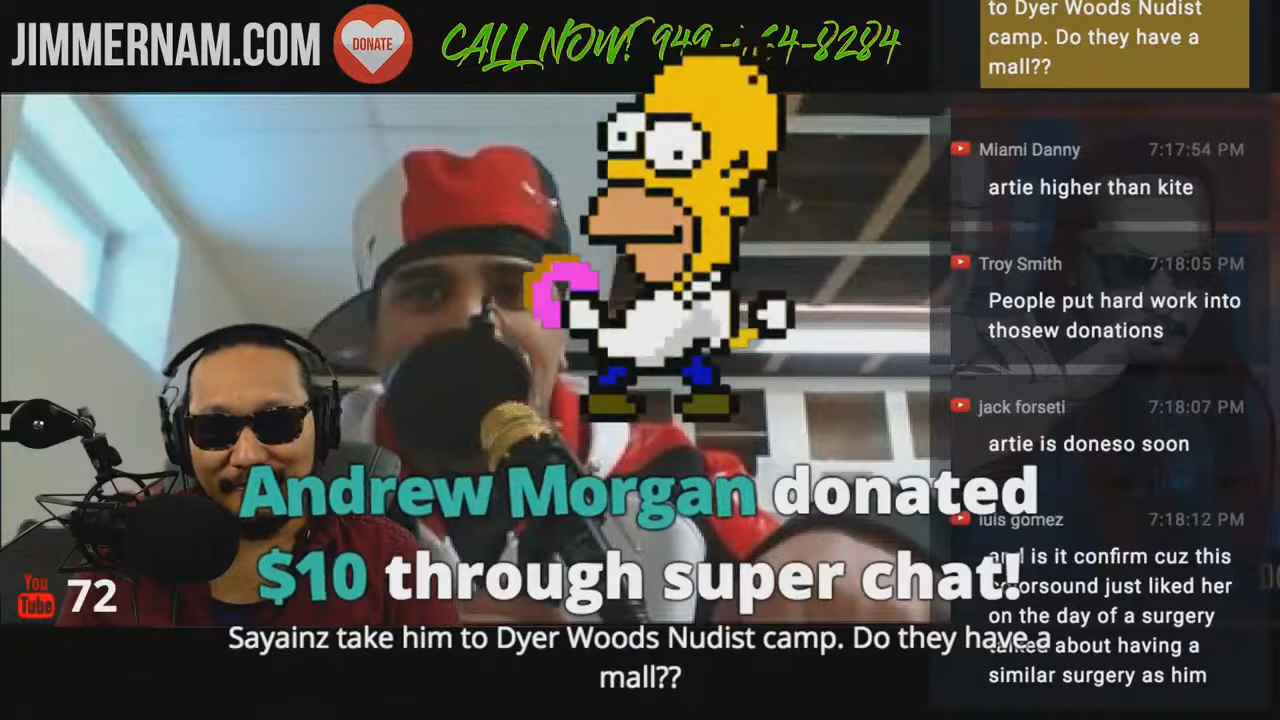 JIMMERNAM.COM
DONATE
CALL NOW!
to Dyer Woods Nudist
camp. Do they have a
mall??
Miami Danny 7:17:54 PM
artie higher than kite
Troy Smith 7:18:05 PM
People put hard work into
thosew donations
jack forseti 7:18:07 PM
artie is doneso soon
luis gomez 7:18:12 PM
is it confirm cuz this
just liked her
on the day of a surgery
about having a
similar surgery as him
Andrew Morgan donated
$10 through super chat!
Sayainz take him to Dyer Woods Nudist camp. Do they have a
mall??
You
Tube
72